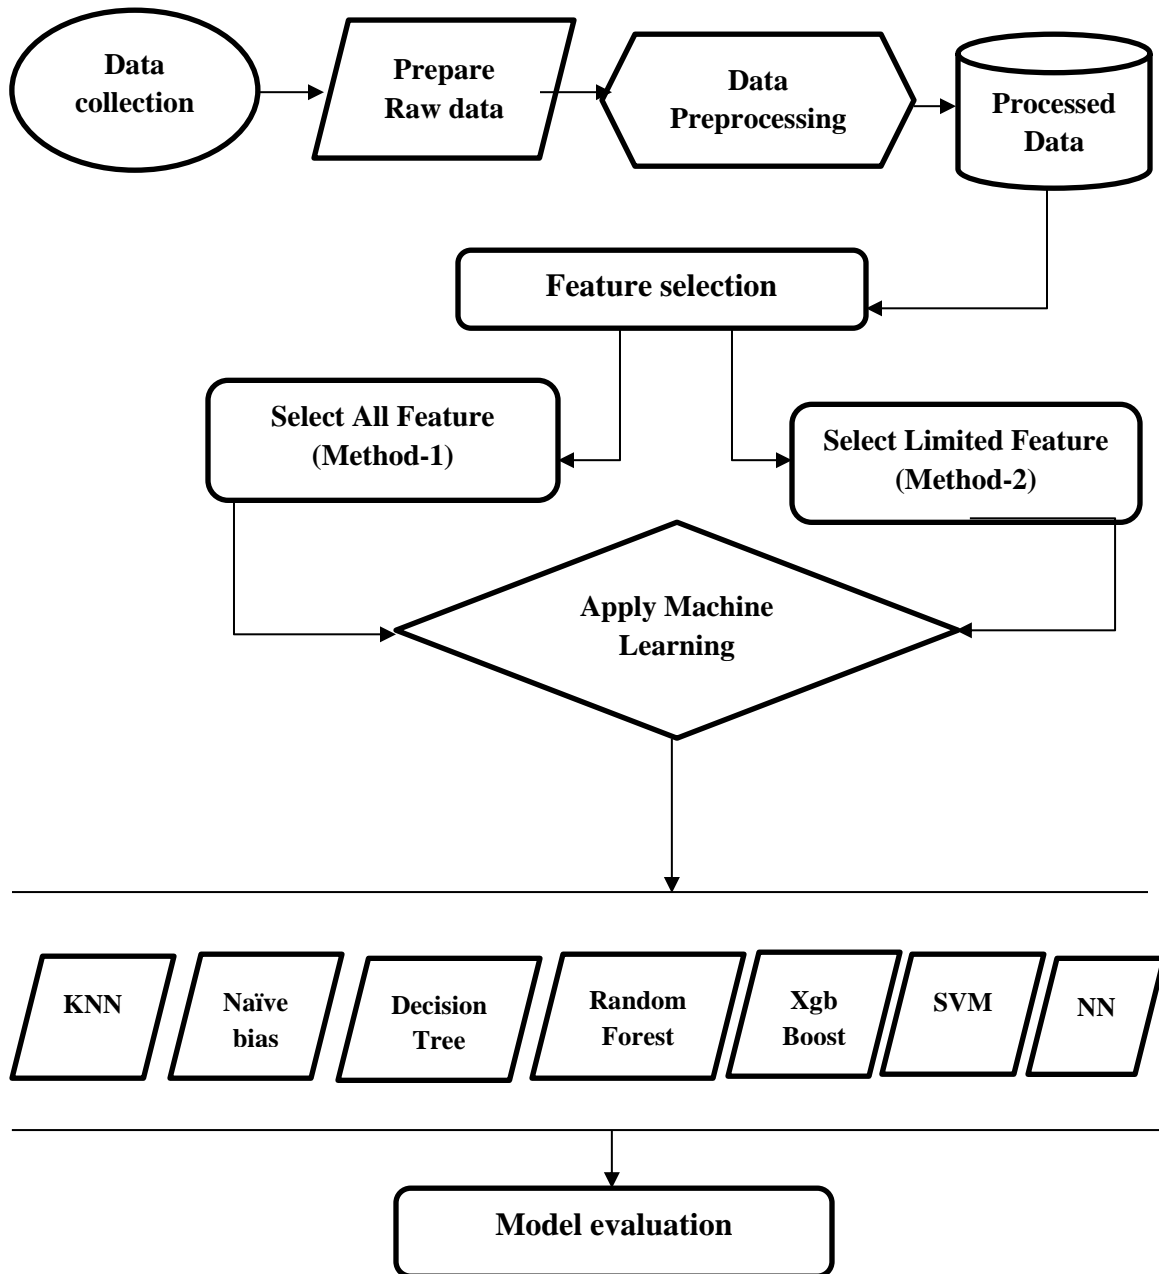 Data
collection
Prepare
Raw data
Data
Preprocessing
Processed
Data
Feature selection
Select All Feature
(Method-1)
Select Limited Feature
(Method-2)
Apply Machine
Learning
KNN
Naïve
bias
Decision
Tree
Random
Forest
Xgb
Boost
SVM
NN
Model evaluation